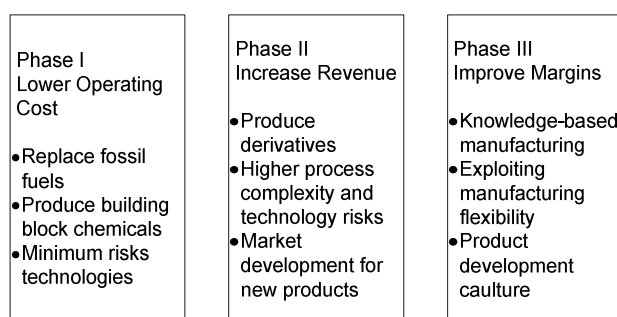 Phase I
Lower Operating
Cost
•Replace fossil
fuels
•Produce building
block chemicals
•Minimum risks
technologies
Phase II
Increase Revenue
•Produce
derivatives
•Higher process
complexity and
technology risks
•Market
development for
new products
Phase III
Improve Margins
•Knowledge-based
manufacturing
•Exploiting
manufacturing
flexibility
•Product
development
caulture